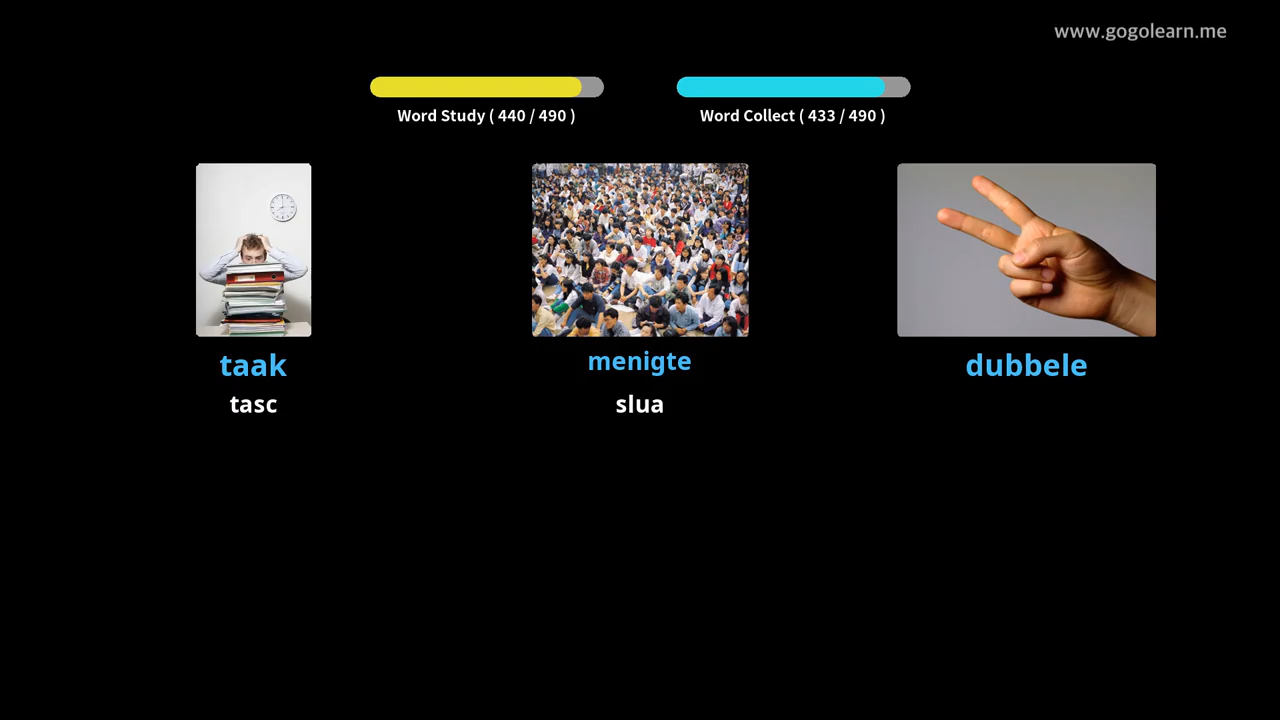 www.gogolearn.me
Word Study ( 440 / 490 )
Word Collect ( 433 / 490 )
taak
menigte
dubbele
tasc
slua